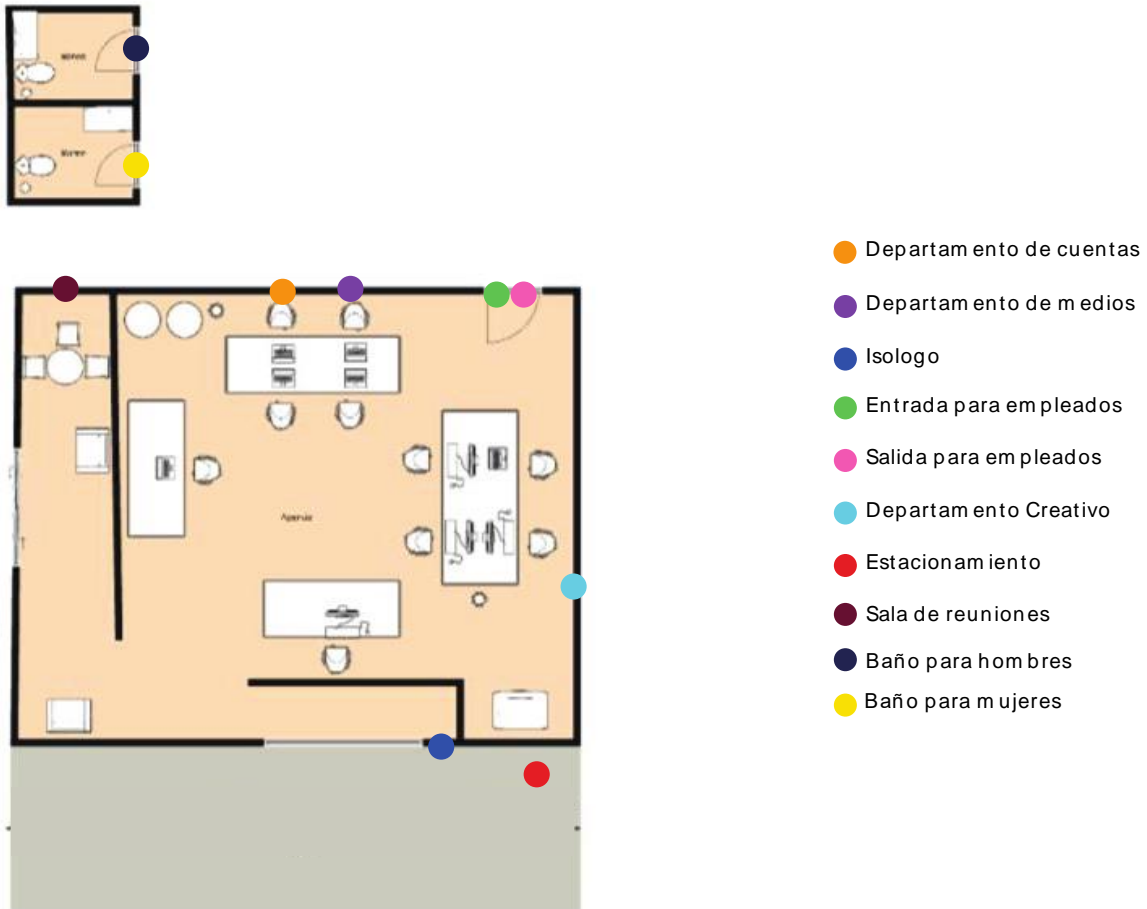 Agencia
Departamento de cuentas
Departamento de medios
Isologo
Entrada para empleados
Salida para empleados
Departamento Creativo
Estacionamiento
Sala de reuniones
Baño para hombres
Baño para mujeres